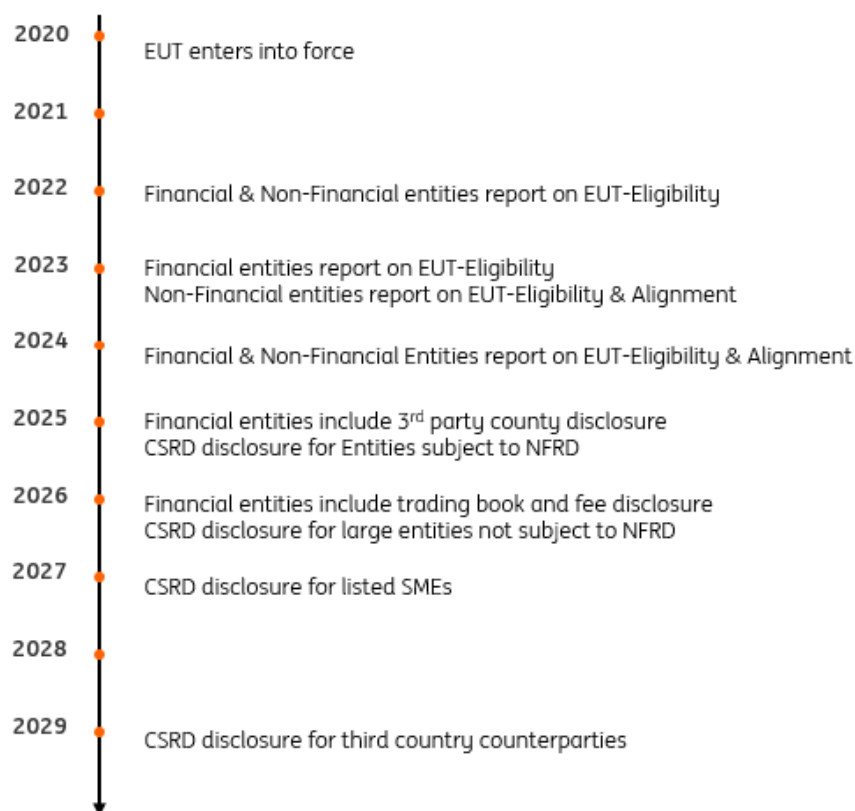 2020
EUT enters into force
2021
2022
Financial & Non-Financial entities report on EUT-Eligibility
2023
Financial entities report on EUT-Eligibility
Non-Financial entities report on EUT-Eligibility & Alignment
2024
Financial & Non-Financial Entities report on EUT-Eligibility & Alignment
2025
Financial entities include 3rd party county disclosure
CSRD disclosure for Entities subject to NFRD
2026
Financial entities include trading book and fee disclosure
CSRD disclosure for large entities not subject to NFRD
2027
CSRD disclosure for listed SMEs
2028
2029
CSRD disclosure for third country counterparties